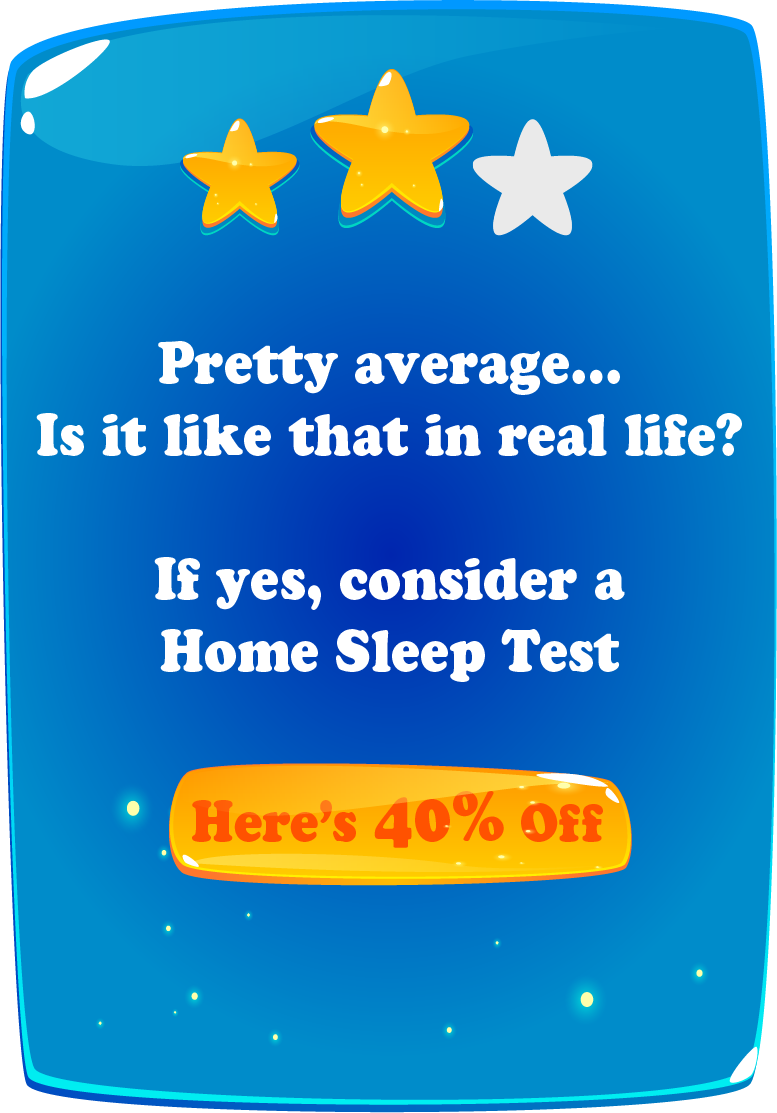 Pretty average...
Is it like that in real life?
If yes, consider a
Home Sleep Test
Here's 40% Off